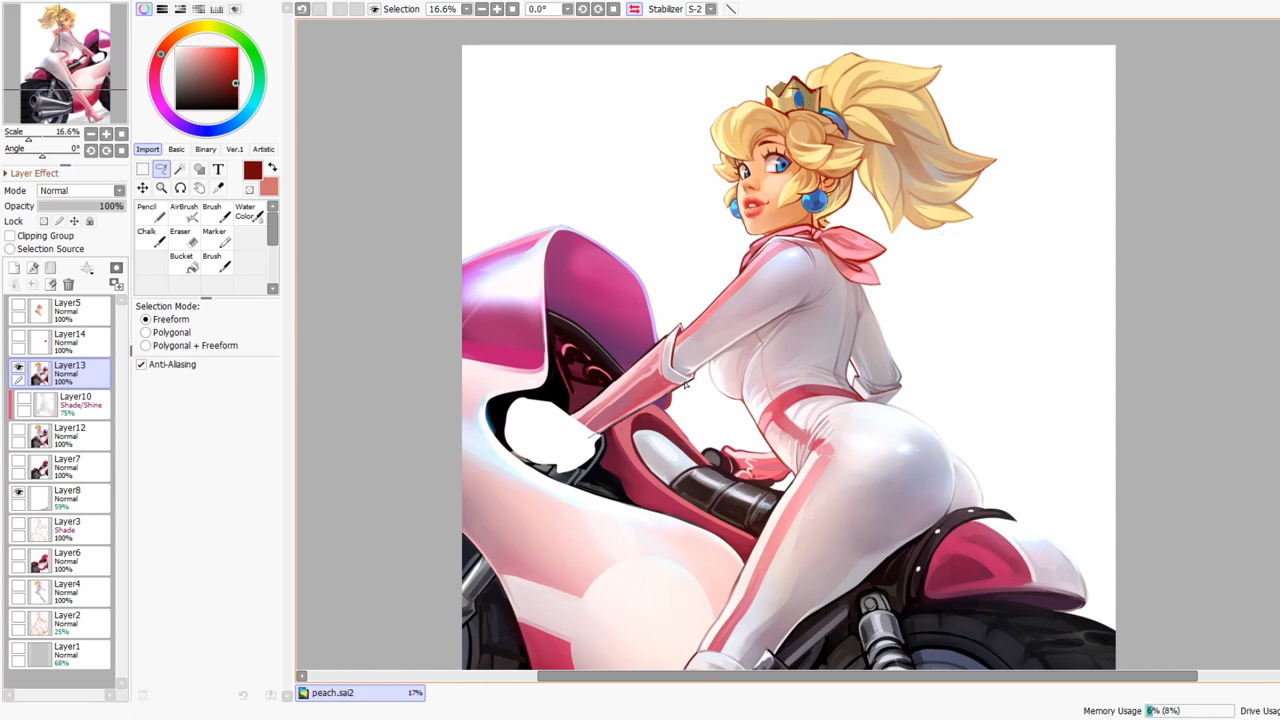 Selection 16.6% 0.0° Stabilizer S-2
Scale 16.6%
Angle 0°
Layer Effect
Mode Normal
Opacity 100%
Lock
Clipping Group
Selection Source
Layer5
Normal
100%
Layer14
Normal
100%
Layer13
Normal
100%
Layer10
Shade/Shine
75%
Layer12
Normal
100%
Layer7
Normal
100%
Layer8
Normal
59%
Layer3
Shade
100%
Layer6
Normal
100%
Layer4
Normal
100%
Layer2
Normal
25%
Layer1
Normal
68%
Import Basic Binary Ver.1 Artistic
T
Pencil AirBrush Brush Water
Color
Chalk Eraser Marker
Bucket Brush
Selection Mode:
Freeform
Polygonal
Polygonal + Freeform
Anti-Aliasing
peach.sai2 17%
Memory Usage 6% (8%) Drive Usag